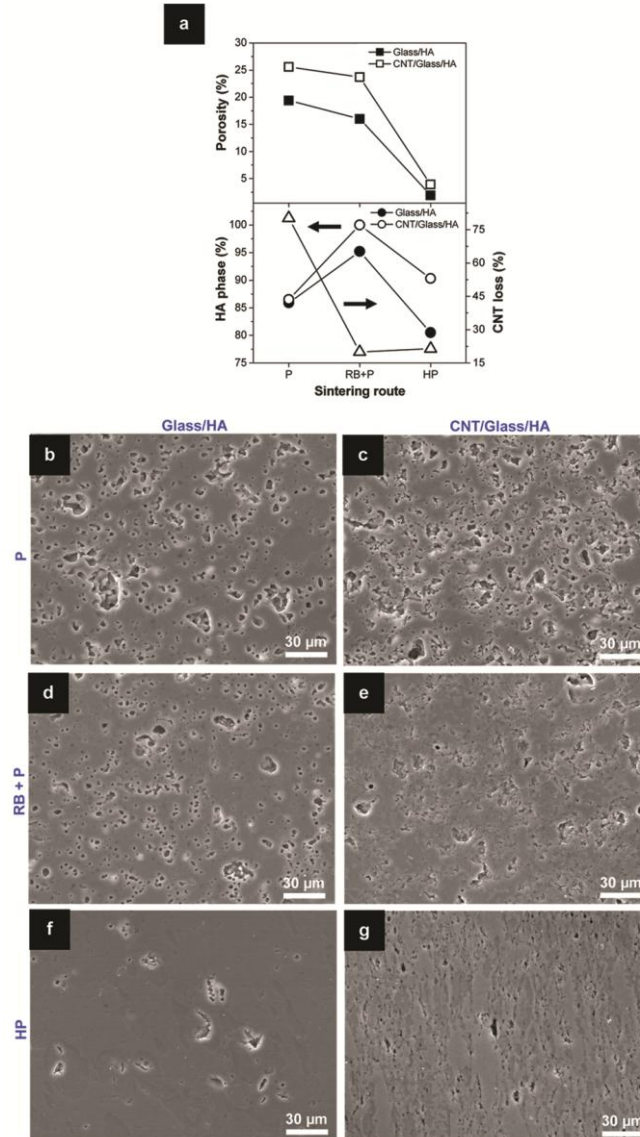 a
30
25
20
15
10
5
Porosity (%)
Glass/HA
CNT/Glass/HA
100
95
90
85
80
75
HA phase (%)
Glass/HA
CNT/Glass/HA
75
60
45
30
15
CNT loss (%)
P RB+P HP
Sintering route
Glass/HA CNT/Glass/HA
P
b
30 µm
c
30 µm
RB + P
d
30 µm
e
30 µm
HP
f
30 µm
g
30 µm